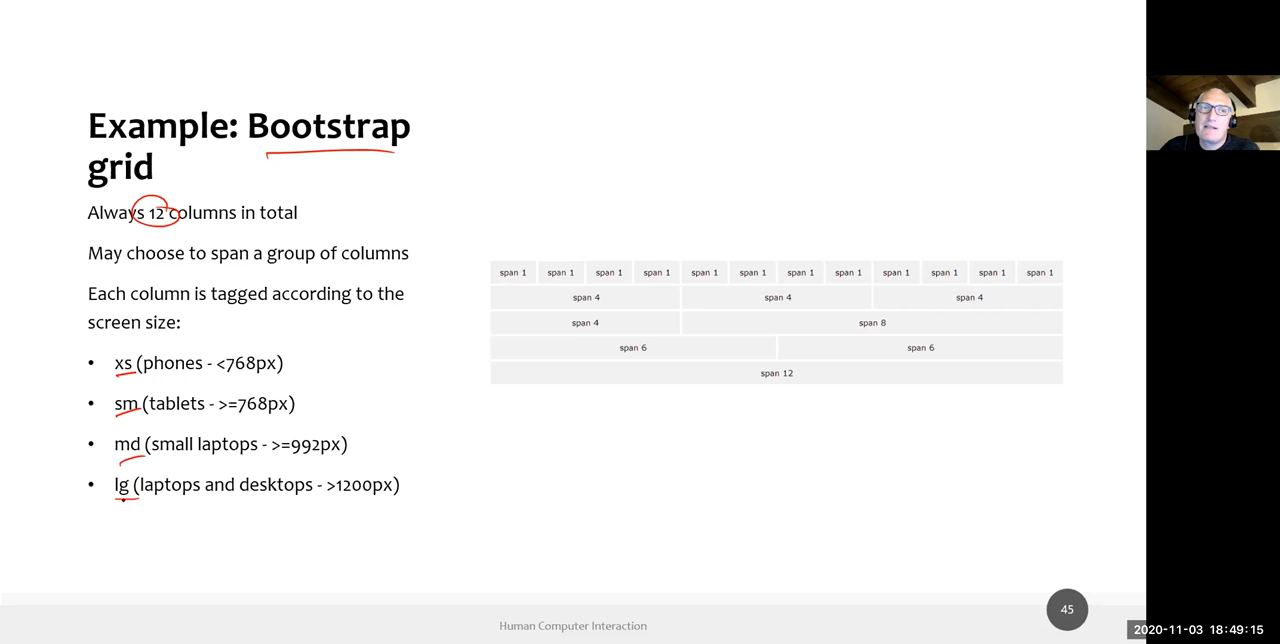 Example: Bootstrap
grid
Always 12 columns in total
May choose to span a group of columns
Each column is tagged according to the
screen size:
• xs (phones - <768px)
• sm (tablets - >=768px)
• md (small laptops - >=992px)
• lg (laptops and desktops - >1200px)
span 1 span 1 span 1 span 1 span 1 span 1 span 1 span 1 span 1 span 1 span 1 span 1
span 4 span 4 span 4
span 4 span 8
span 6 span 6
span 12
Human Computer Interaction
45
2020-11-03 18:49:15